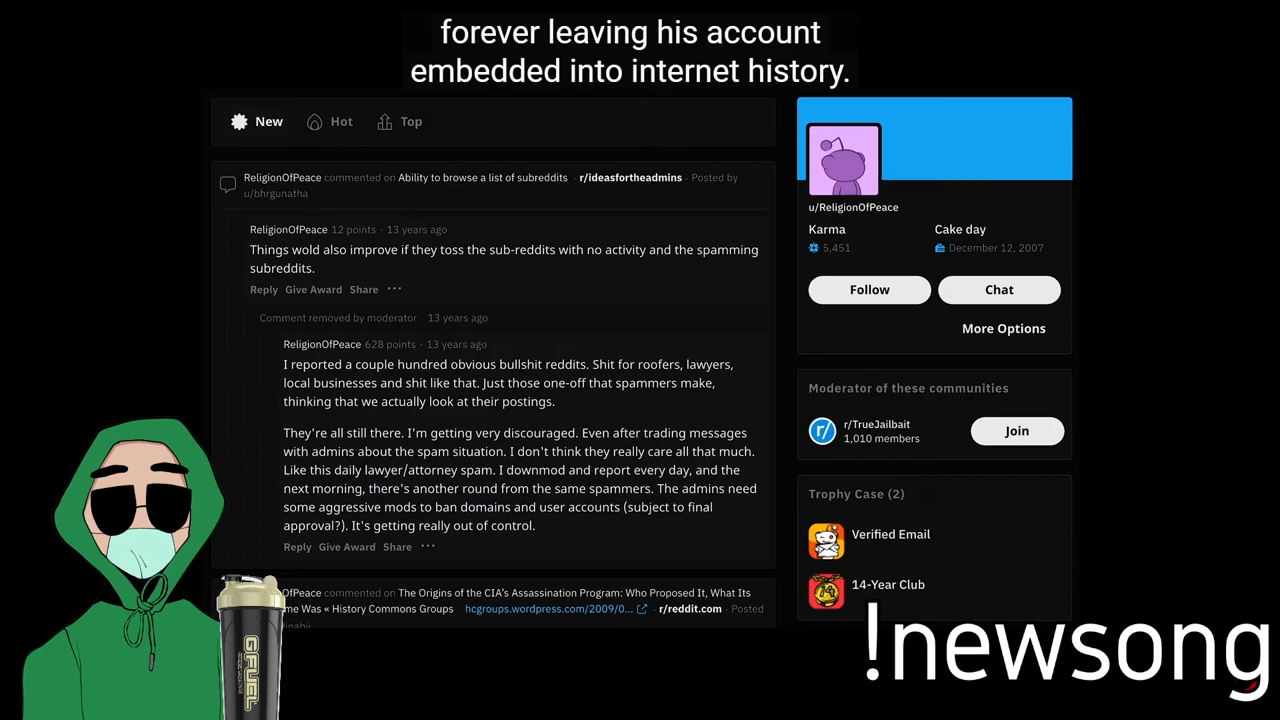 forever leaving his account
embedded into internet history.
New
Hot
Top
ReligionOfPeace commented on Ability to browse a list of subreddits · r/ideasfortheadmins · Posted by
u/bhrgunatha
ReligionOfPeace 12 points · 13 years ago
Things wold also improve if they toss the sub-reddits with no activity and the spamming
subreddits.
Reply Give Award Share ···
Comment removed by moderator 13 years ago
ReligionOfPeace 628 points · 13 years ago
I reported a couple hundred obvious bullshit reddits. Shit for roofers, lawyers,
local businesses and shit like that. Just those one-off that spammers make,
thinking that we actually look at their postings.
They're all still there. I'm getting very discouraged. Even after trading messages
with admins about the spam situation. I don't think they really care all that much.
Like this daily lawyer/attorney spam. I downmod and report every day, and the
next morning, there's another round from the same spammers. The admins need
some aggressive mods to ban domains and user accounts (subject to final
approval?). It's getting really out of control.
Reply Give Award Share ···
OfPeace commented on The Origins of the CIA's Assassination Program: Who Proposed It, What Its
me Was « History Commons Groups hcgroups.wordpress.com/2009/0... · r/reddit.com · Posted
u/ReligionOfPeace
Karma
Cake day
5,451
December 12, 2007
Follow
Chat
More Options
Moderator of these communities
r/
r/TrueJailbait
1,010 members
Join
Trophy Case (2)
Verified Email
14-Year Club
GFUEL
!newsong